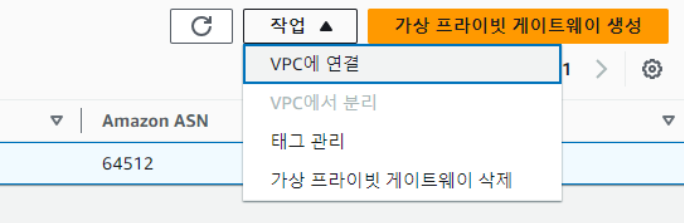 작업 ▲
가상 프라이빗 게이트웨이 생성
VPC에 연결
1
VPC에서 분리
Amazon ASN
태그 관리
64512
가상 프라이빗 게이트웨이 삭제